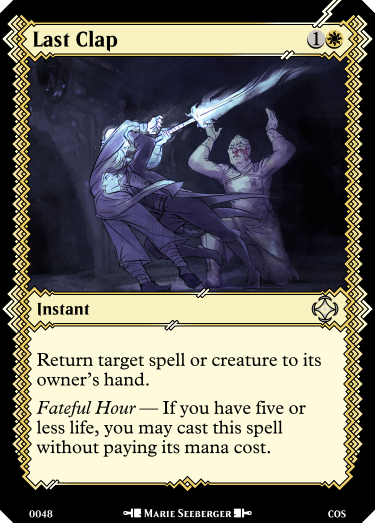 Last Clap 1
Instant
Return target spell or creature to its
owner's hand.
Fateful Hour — If you have five or
less life, you may cast this spell
without paying its mana cost.
0048 Marie Seeberger COS